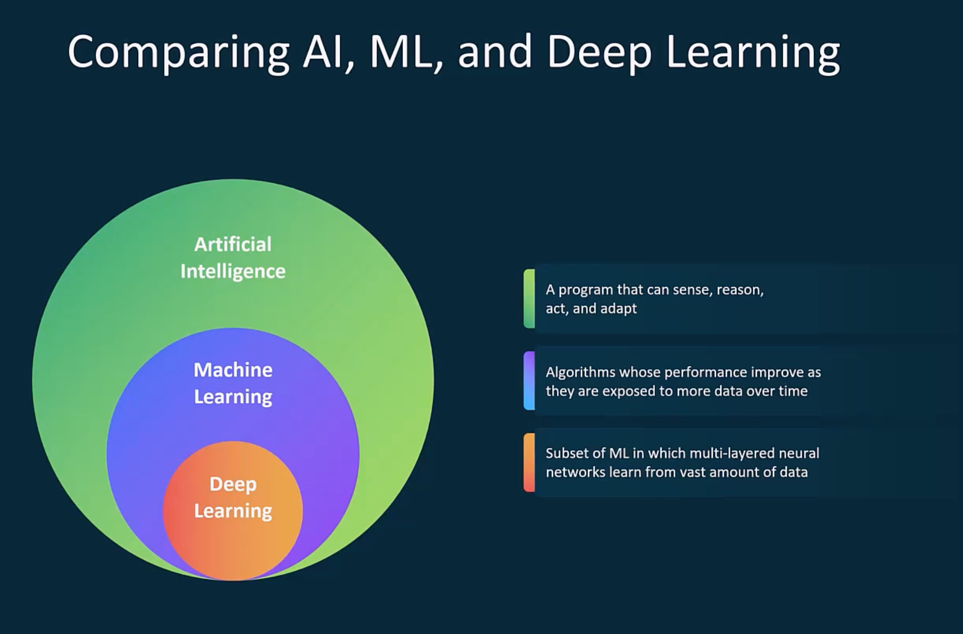 Comparing AI, ML, and Deep Learning
Artificial
Intelligence
Machine
Learning
Deep
Learning
A program that can sense, reason,
act, and adapt
Algorithms whose performance improve as
they are exposed to more data over time
Subset of ML in which multi-layered neural
networks learn from vast amount of data